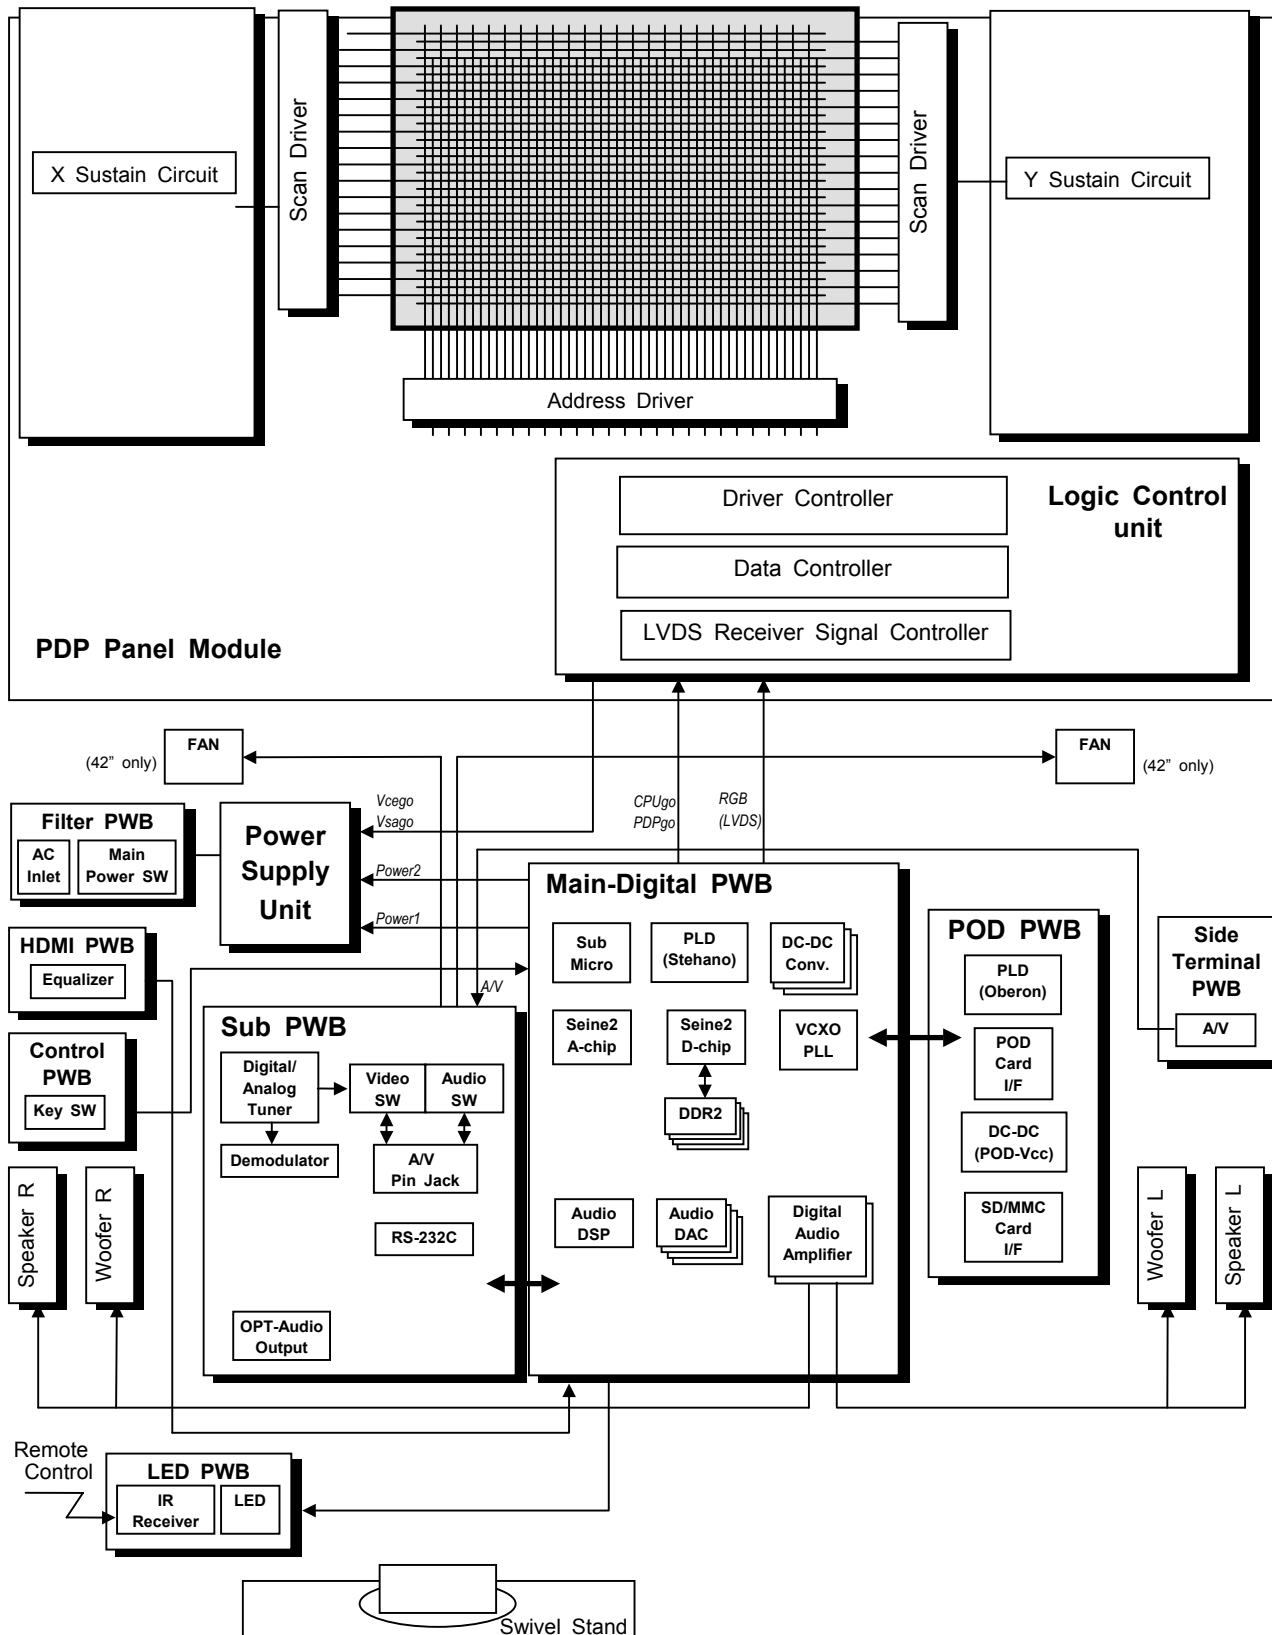 X Sustain Circuit
Scan Driver
Scan Driver
Y Sustain Circuit
Address Driver
Logic Control
unit
Driver Controller
Data Controller
LVDS Receiver Signal Controller
PDP Panel Module
FAN
(42” only)
FAN
(42” only)
Vcego
Vsago
CPUgo
PDPgo
RGB
(LVDS)
Filter PWB
AC
Inlet
Main
Power SW
Power
Supply
Unit
Power2
Power1
HDMI PWB
Equalizer
Control
PWB
Key SW
A/V
Sub PWB
Digital/
Analog
Tuner
Video
SW
Audio
SW
Demodulator
A/V
Pin Jack
RS-232C
OPT-Audio
Output
Main-Digital PWB
Sub
Micro
PLD
(Stehano)
DC-DC
Conv.
Seine2
A-chip
Seine2
D-chip
VCXO
PLL
DDR2
Audio
DSP
Audio
DAC
Digital
Audio
Amplifier
POD PWB
PLD
(Oberon)
POD
Card
I/F
DC-DC
(POD-Vcc)
SD/MMC
Card
I/F
Side
Terminal
PWB
A/V
Speaker R
Woofer R
Woofer L
Speaker L
Remote
Control
LED PWB
IR
Receiver
LED
Swivel Stand